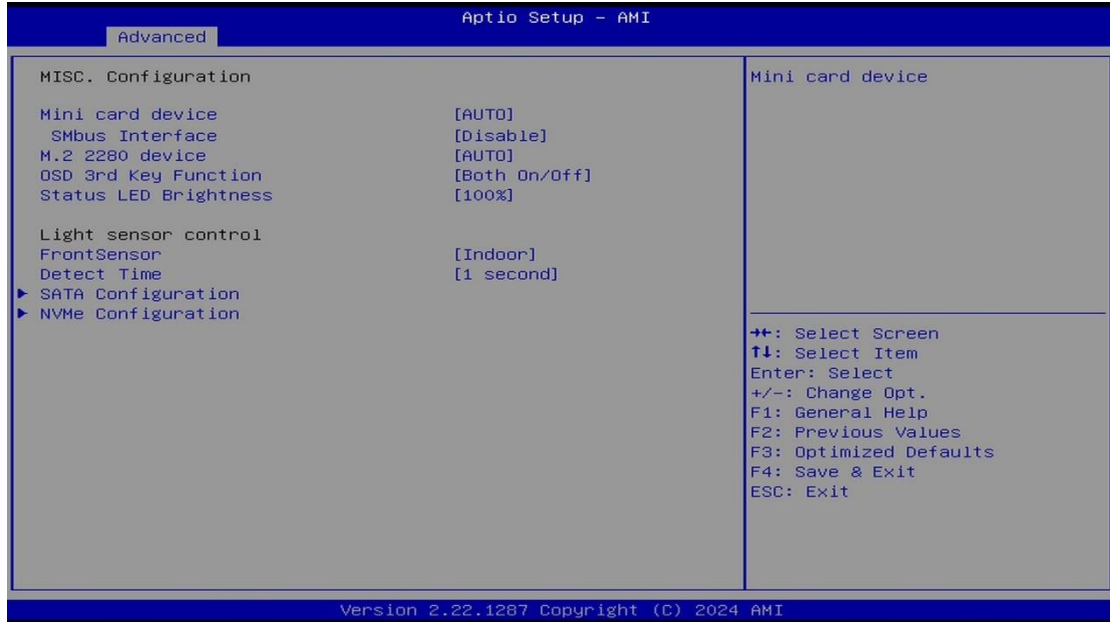 Aptio Setup – AMI
Advanced
MISC. Configuration
Mini card device [AUTO]
SMbus Interface [Disable]
M.2 2280 device [AUTO]
OSD 3rd Key Function [Both On/Off]
Status LED Brightness [100%]
Light sensor control
FrontSensor [Indoor]
Detect Time [1 second]
▶ SATA Configuration
▶ NVMe Configuration
Mini card device
→←: Select Screen
↑↓: Select Item
Enter: Select
+/-: Change Opt.
F1: General Help
F2: Previous Values
F3: Optimized Defaults
F4: Save & Exit
ESC: Exit
Version 2.22.1287 Copyright (C) 2024 AMI